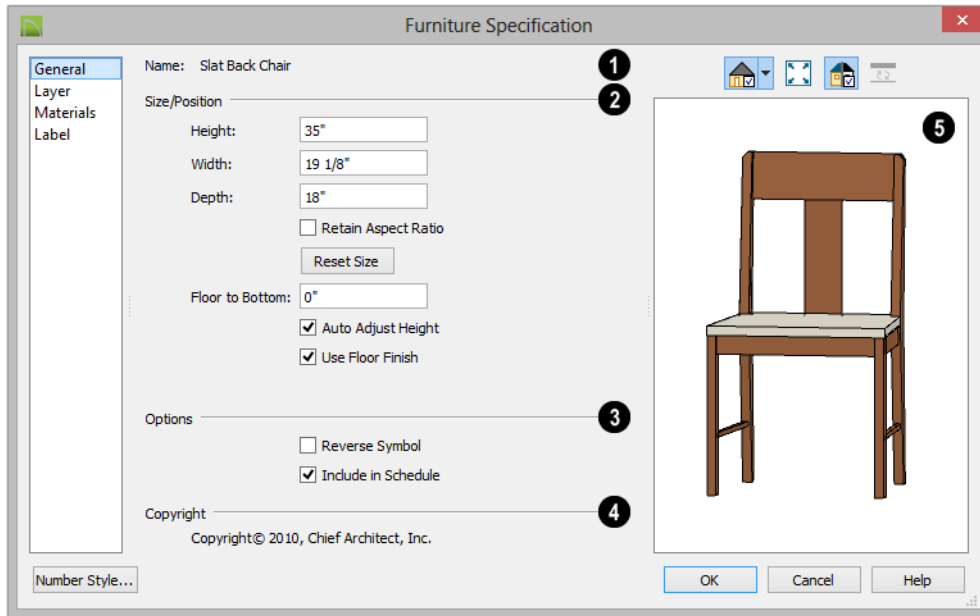 Furniture Specification
General
Layer
Materials
Label
Name: Slat Back Chair 1
Size/Position 2
Height: 35"
Width: 19 1/8"
Depth: 18"
Retain Aspect Ratio
Reset Size
Floor to Bottom: 0"
Auto Adjust Height
Use Floor Finish
Options 3
Reverse Symbol
Include in Schedule
Copyright 4
Copyright© 2010, Chief Architect, Inc.
5
Number Style... OK Cancel Help